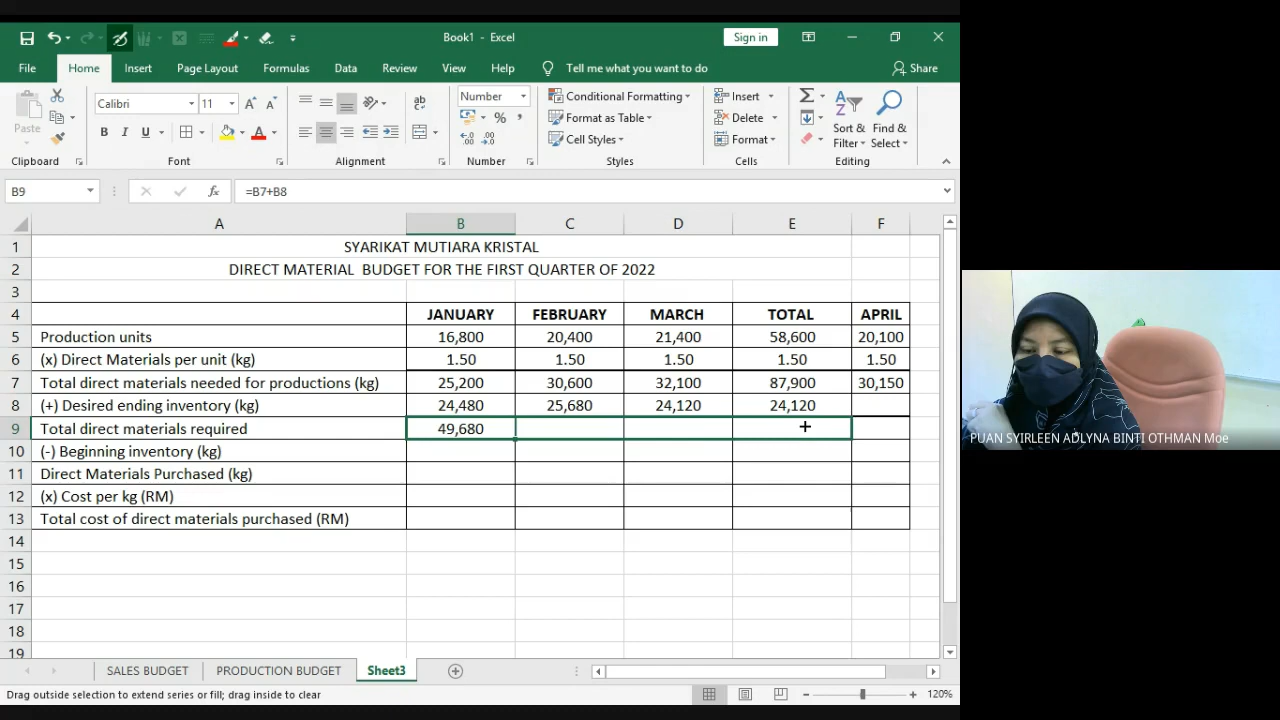 Book1 - Excel
Sign in
File Home Insert Page Layout Formulas Data Review View Help Tell me what you want to do Share
Calibri 11 ab Number Conditional Formatting Insert
Paste B I U A % , Format as Table Delete Sort & Find &
Cell Styles Format Filter Select
Clipboard Font Alignment Number Styles Cells Editing
B9 fx =B7+B8
A B C D E F
1 SYARIKAT MUTIARA KRISTAL
2 DIRECT MATERIAL BUDGET FOR THE FIRST QUARTER OF 2022
3
4 JANUARY FEBRUARY MARCH TOTAL APRIL
5 Production units 16,800 20,400 21,400 58,600 20,100
6 (x) Direct Materials per unit (kg) 1.50 1.50 1.50 1.50 1.50
7 Total direct materials needed for productions (kg) 25,200 30,600 32,100 87,900 30,150
8 (+) Desired ending inventory (kg) 24,480 25,680 24,120 24,120
9 Total direct materials required 49,680
10 (-) Beginning inventory (kg)
11 Direct Materials Purchased (kg)
12 (x) Cost per kg (RM)
13 Total cost of direct materials purchased (RM)
14
15
16
17
18
19
SALES BUDGET PRODUCTION BUDGET Sheet3
Drag outside selection to extend series or fill; drag inside to clear 120%
PUAN SYIRLEEN ADLYNA BINTI OTHMAN Moe